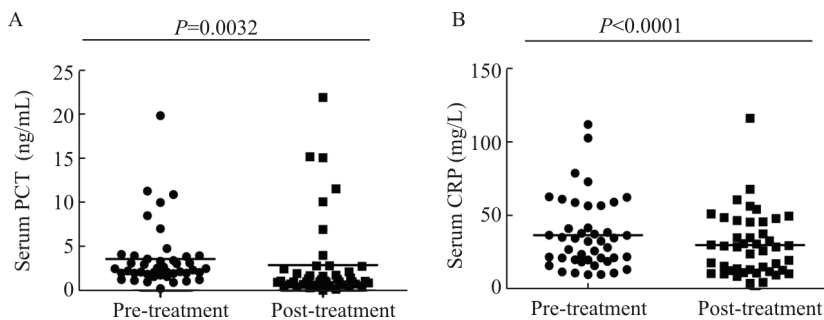 A
P=0.0032
Serum PCT (ng/mL)
25
20
15
10
5
0
Pre-treatment
Post-treatment
B
P<0.0001
Serum CRP (mg/L)
150
100
50
0
Pre-treatment
Post-treatment